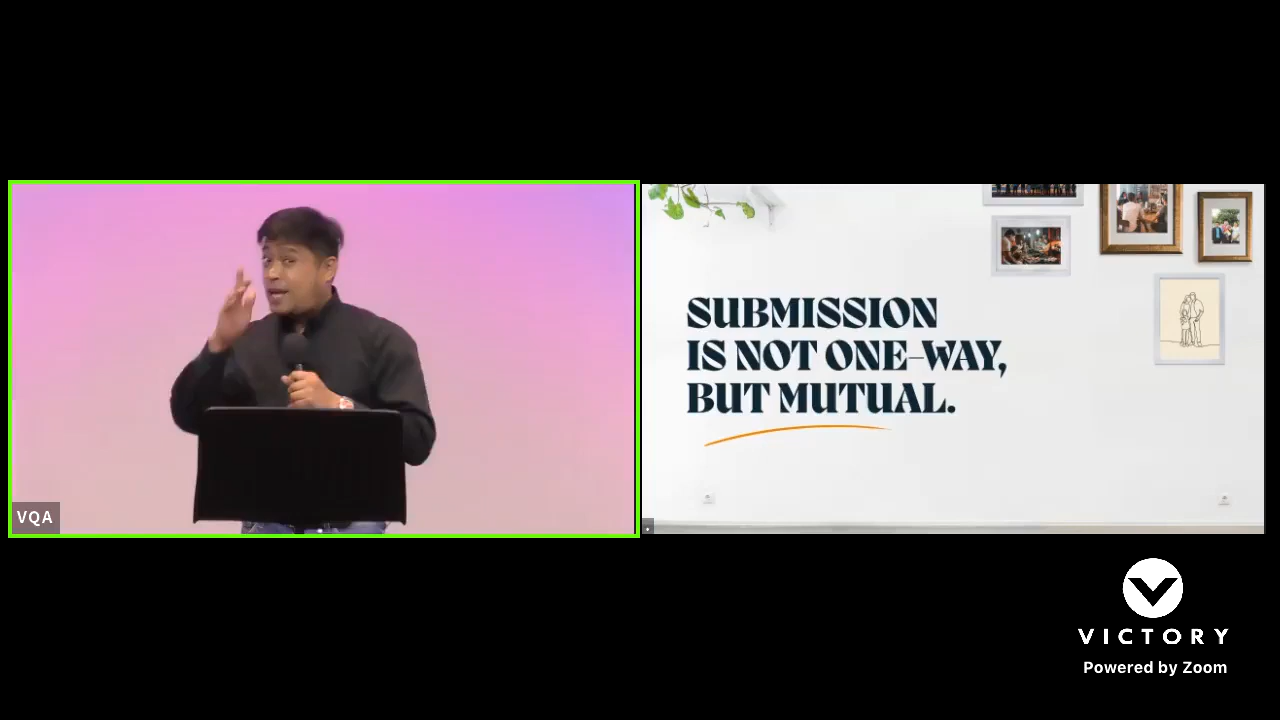 SUBMISSION
IS NOT ONE-WAY,
BUT MUTUAL.
VQA
VICTORY
Powered by Zoom